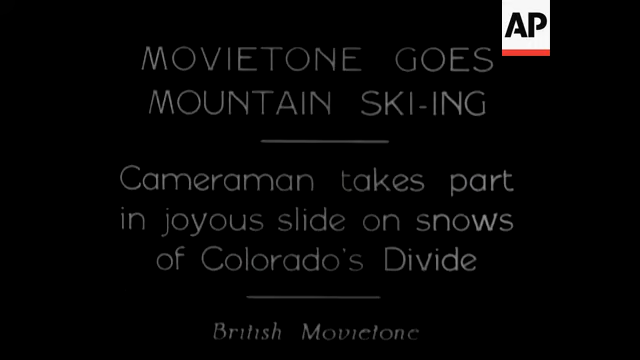 AP
MOVIETONE GOES
MOUNTAIN SKI-ING
Cameraman takes part
in joyous slide on snows
of Colorado's Divide
British Movietone